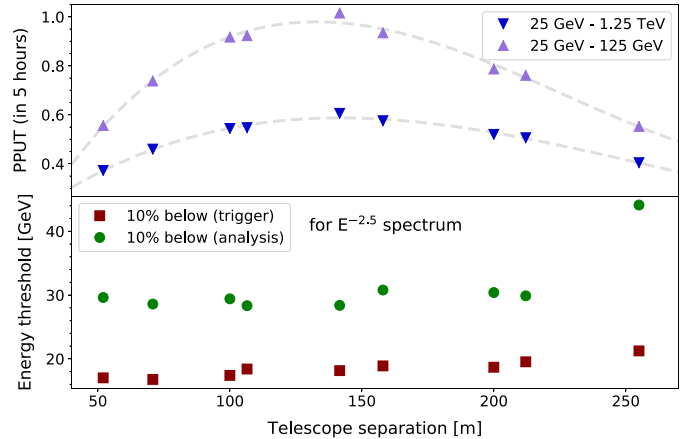 1.0
0.8
0.6
0.4
PPUT (in 5 hours)
25 GeV - 1.25 TeV
25 GeV - 125 GeV
40
30
20
Energy threshold [GeV]
10% below (trigger)
10% below (analysis)
for E⁻²·⁵ spectrum
50 100 150 200 250
Telescope separation [m]